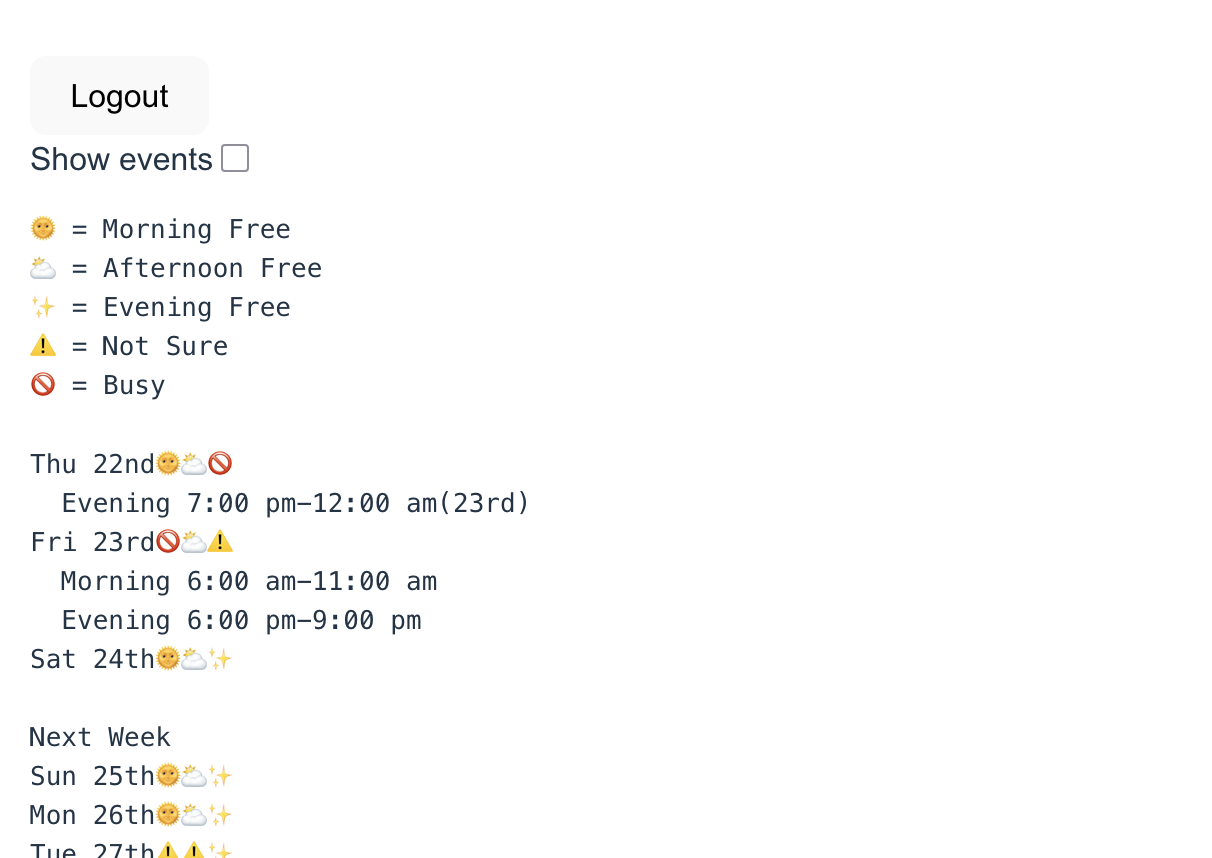 Logout
Show events
🌞 = Morning Free
🌥️ = Afternoon Free
✨ = Evening Free
⚠️ = Not Sure
🚫 = Busy
Thu 22nd🌞🌥️🚫
Evening 7:00 pm–12:00 am(23rd)
Fri 23rd🚫🌥️⚠️
Morning 6:00 am–11:00 am
Evening 6:00 pm–9:00 pm
Sat 24th🌞🌥️✨
Next Week
Sun 25th🌞🌥️✨
Mon 26th🌞🌥️✨
Tue 27th⚠️⚠️✨